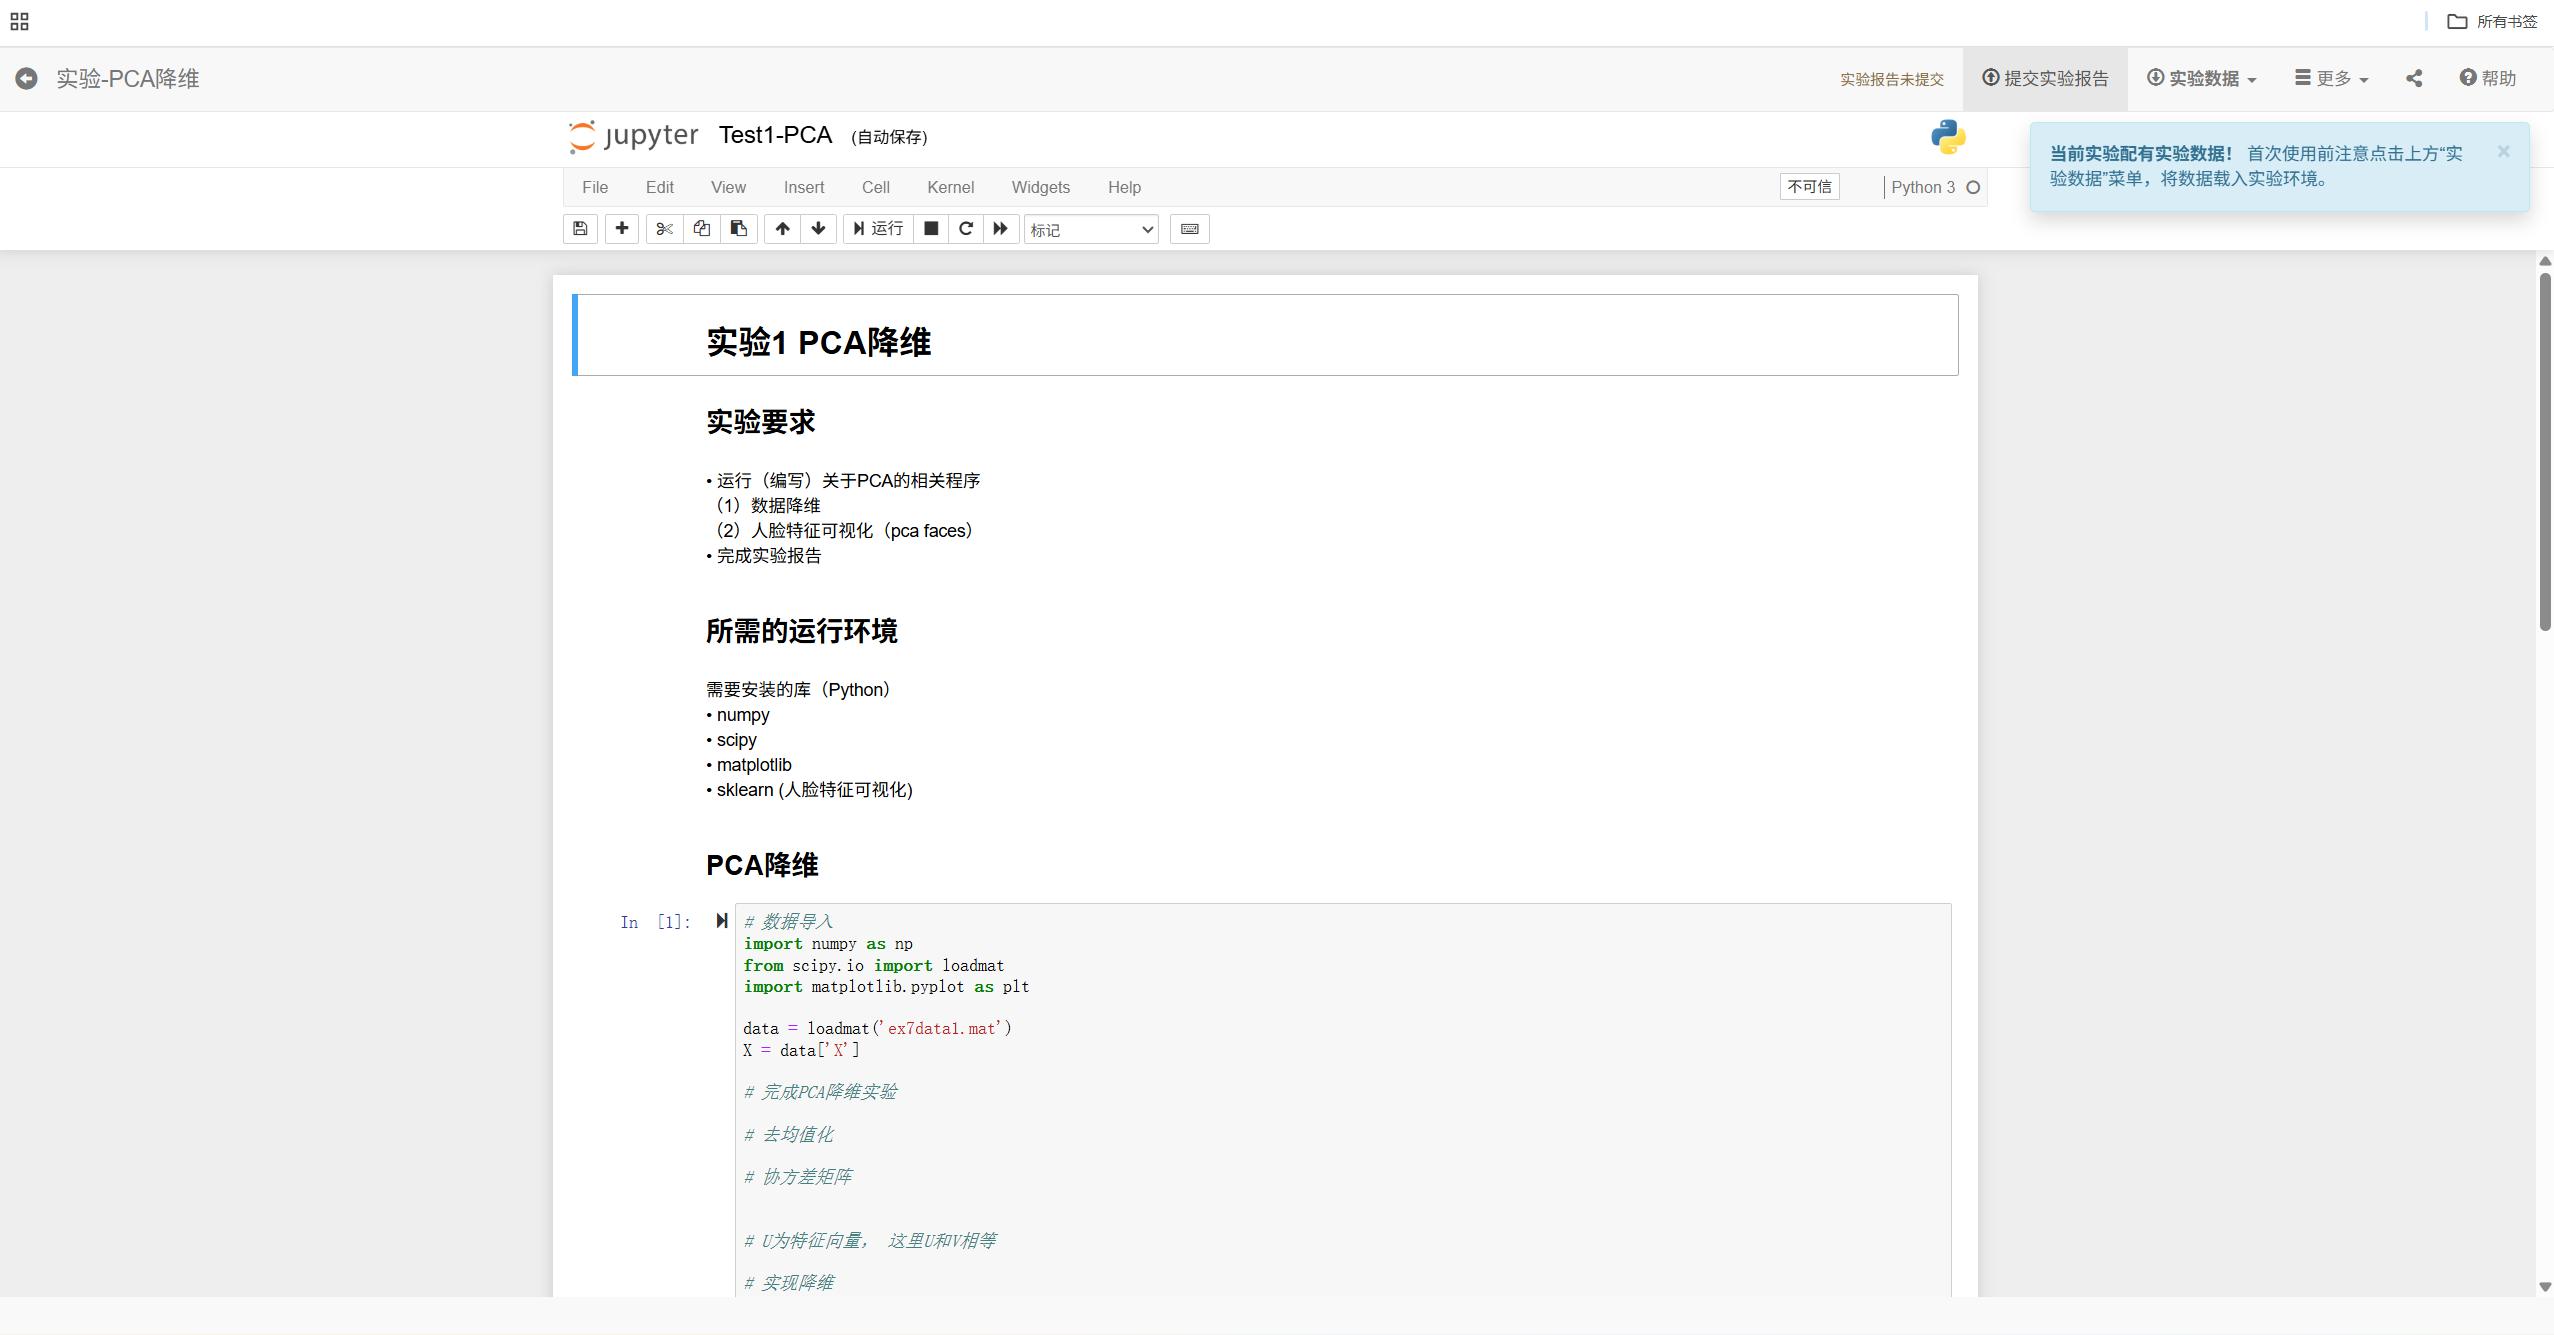 所有书签
实验-PCA降维
实验报告未提交
提交实验报告
实验数据
更多
帮助
jupyter Test1-PCA (自动保存)
当前实验配有实验数据! 首次使用前注意点击上方“实
验数据”菜单，将数据载入实验环境。
×
File Edit View Insert Cell Kernel Widgets Help
不可信
Python 3
运行
标记
实验1 PCA降维
实验要求
• 运行（编写）关于PCA的相关程序
（1）数据降维
（2）人脸特征可视化（pca faces）
• 完成实验报告
所需的运行环境
需要安装的库（Python）
• numpy
• scipy
• matplotlib
• sklearn (人脸特征可视化)
PCA降维
In [1]:
# 数据导入
import numpy as np
from scipy.io import loadmat
import matplotlib.pyplot as plt
data = loadmat('ex7data1.mat')
X = data['X']
# 完成PCA降维实验
# 去均值化
# 协方差矩阵
# U为特征向量， 这里U和V相等
# 实现降维